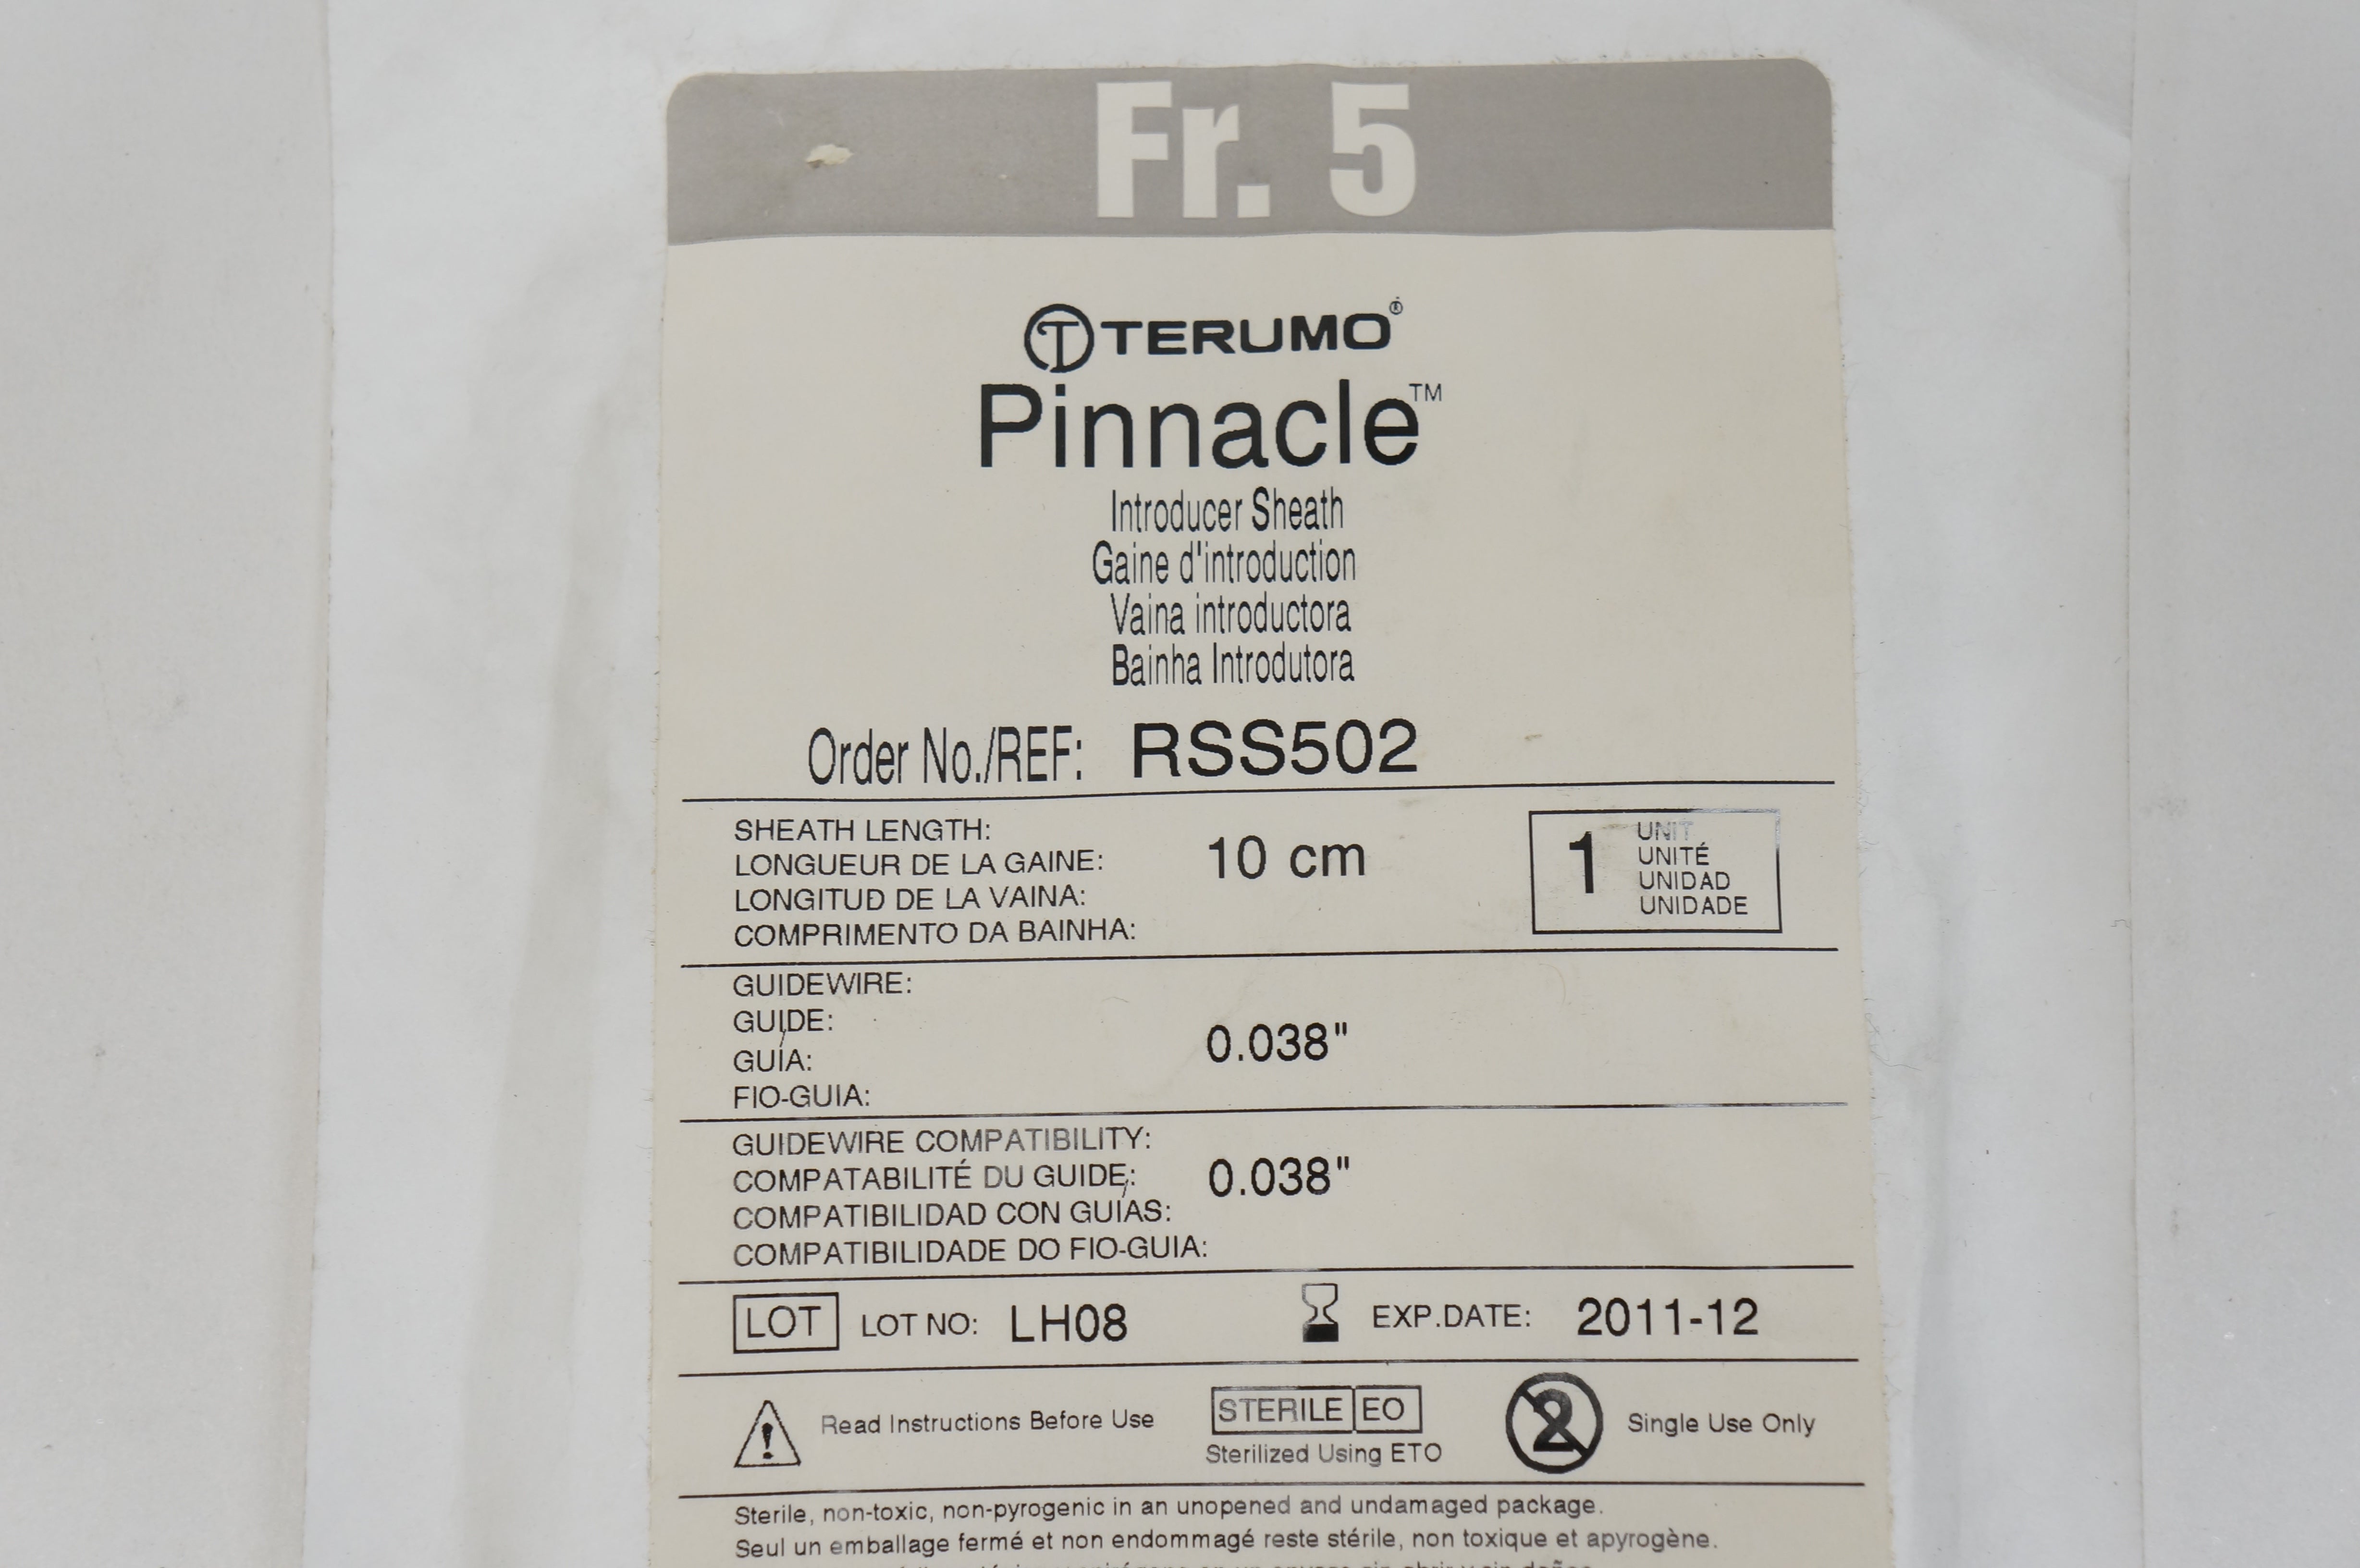 Fr. 5
TERUMO®
Pinnacle™
Introducer Sheath
Gaine d'introduction
Vaina introductora
Bainha Introdutora
Order No./REF: RSS502
SHEATH LENGTH:
LONGUEUR DE LA GAINE:
LONGITUD DE LA VAINA:
COMPRIMENTO DA BAINHA:
10 cm
1
UNIT
UNITÉ
UNIDAD
UNIDADE
GUIDEWIRE:
GUIDE:
GUÍA:
FIO-GUIA:
0.038"
GUIDEWIRE COMPATIBILITY:
COMPATABILITÉ DU GUIDE:
COMPATIBILIDAD CON GUÍAS:
COMPATIBILIDADE DO FIO-GUIA:
0.038"
LOT LOT NO: LH08 EXP.DATE: 2011-12
Read Instructions Before Use
STERILE EO
Sterilized Using ETO
2
Single Use Only
Sterile, non-toxic, non-pyrogenic in an unopened and undamaged package.
Seul un emballage fermé et non endommagé reste stérile, non toxique et apyrogène.